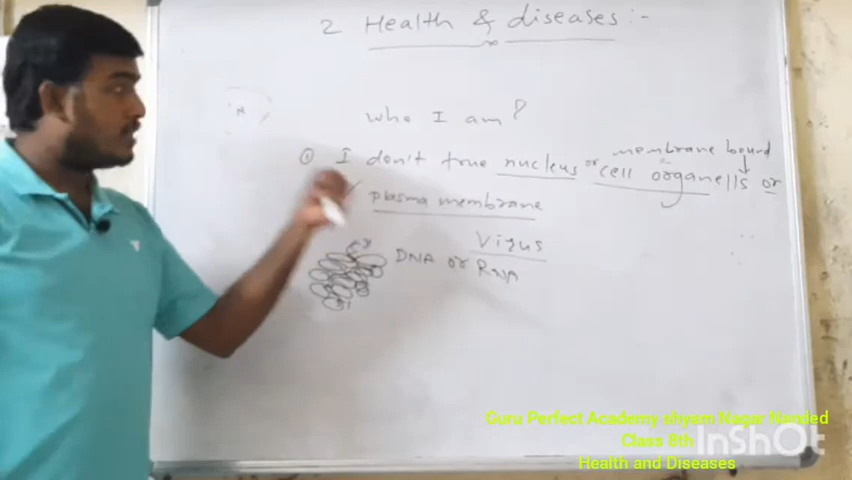 2 Health & diseases :-
Who I am?
① I don't true nucleus or membrane bound
cell organells or
plasma membrane
Virus
DNA or RNA
Guru Perfect Academy shyam Nagar Nanded
Class 8th
InShOt
Health and Diseases